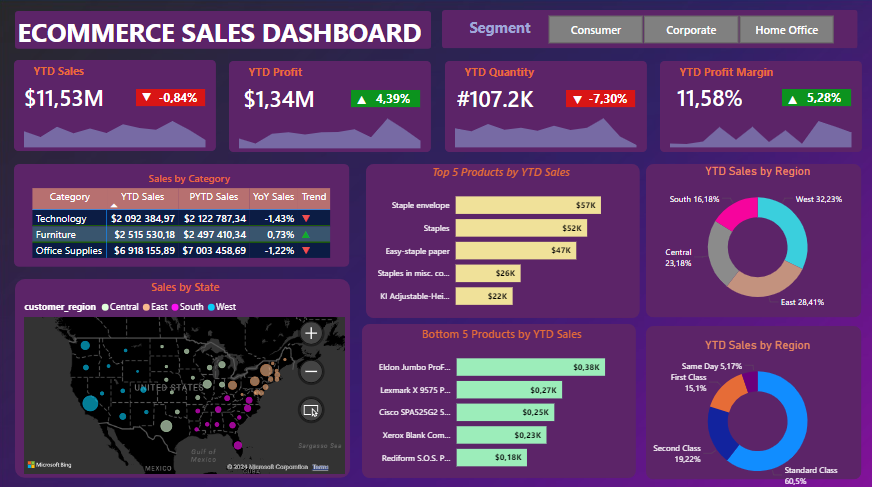 ECOMMERCE SALES DASHBOARD
Segment
Consumer
Corporate
Home Office
YTD Sales
$11,53M
▼ -0,84%
YTD Profit
$1,34M
▲ 4,39%
YTD Quantity
#107.2K
▼ -7,30%
YTD Profit Margin
11,58%
▲ 5,28%
Sales by Category
Category YTD Sales PYTD Sales YoY Sales Trend
Technology $2 092 384,97 $2 122 787,34 -1,43% ▼
Furniture $2 515 530,18 $2 497 410,34 0,73% ▲
Office Supplies $6 918 155,89 $7 003 458,69 -1,22% ▼
Top 5 Products by YTD Sales
Staple envelope $57K
Staples $52K
Easy-staple paper $47K
Staples in misc. co... $26K
KI Adjustable-Hei... $22K
YTD Sales by Region
South 16,18%
West 32,23%
Central
23,18%
East 28,41%
Sales by State
customer_region Central East South West
UNITED STATES
MEXICO
Gulf of
Mexico
Sargasso Sea
Microsoft Bing
© 2024 Microsoft Corporation Terms
Bottom 5 Products by YTD Sales
Eldon Jumbo ProF... $0,38K
Lexmark X 9575 P... $0,27K
Cisco SPA525G2 S... $0,25K
Xerox Blank Com... $0,23K
Rediform S.O.S. P... $0,18K
YTD Sales by Region
Same Day 5,17%
First Class
15,1%
Second Class
19,22%
Standard Class
60,5%